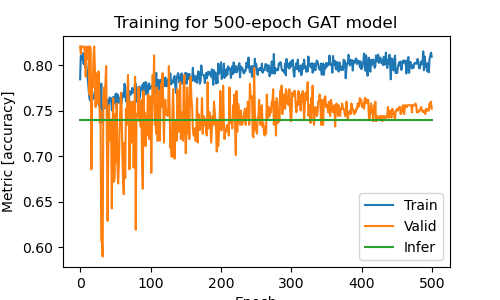 Training for 500-epoch GAT model
Metric [accuracy]
0.80
0.75
0.70
0.65
0.60
0 100 200 300 400 500
Train
Valid
Infer
Epoch